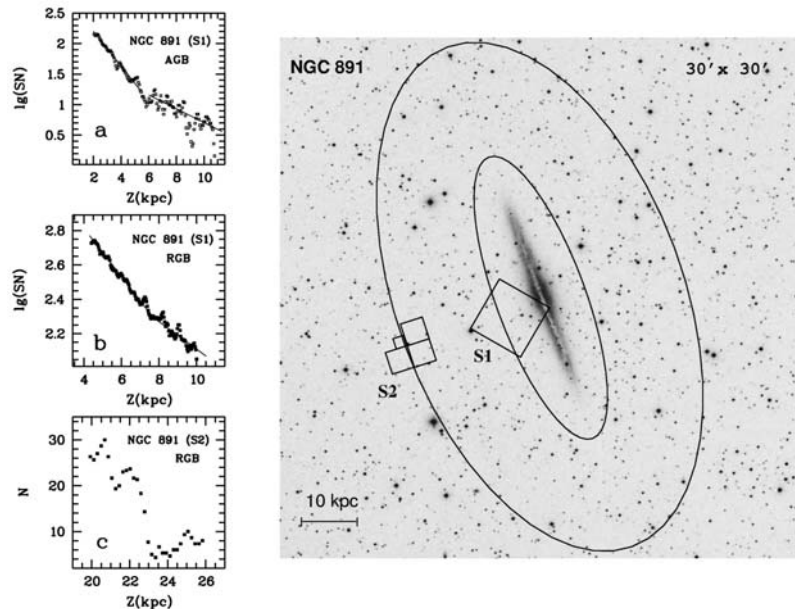 2.5
2
1.5
1
0.5
lg(SN)
NGC 891 (S1)
AGB
a
2 4 6 8 10
Z(kpc)
2.8
2.6
2.4
2.2
lg(SN)
NGC 891 (S1)
RGB
b
4 6 8 10
Z(kpc)
30
20
10
N
NGC 891 (S2)
RGB
c
20 22 24 26
Z(kpc)
NGC 891
30′ x 30′
S1
S2
10 kpc